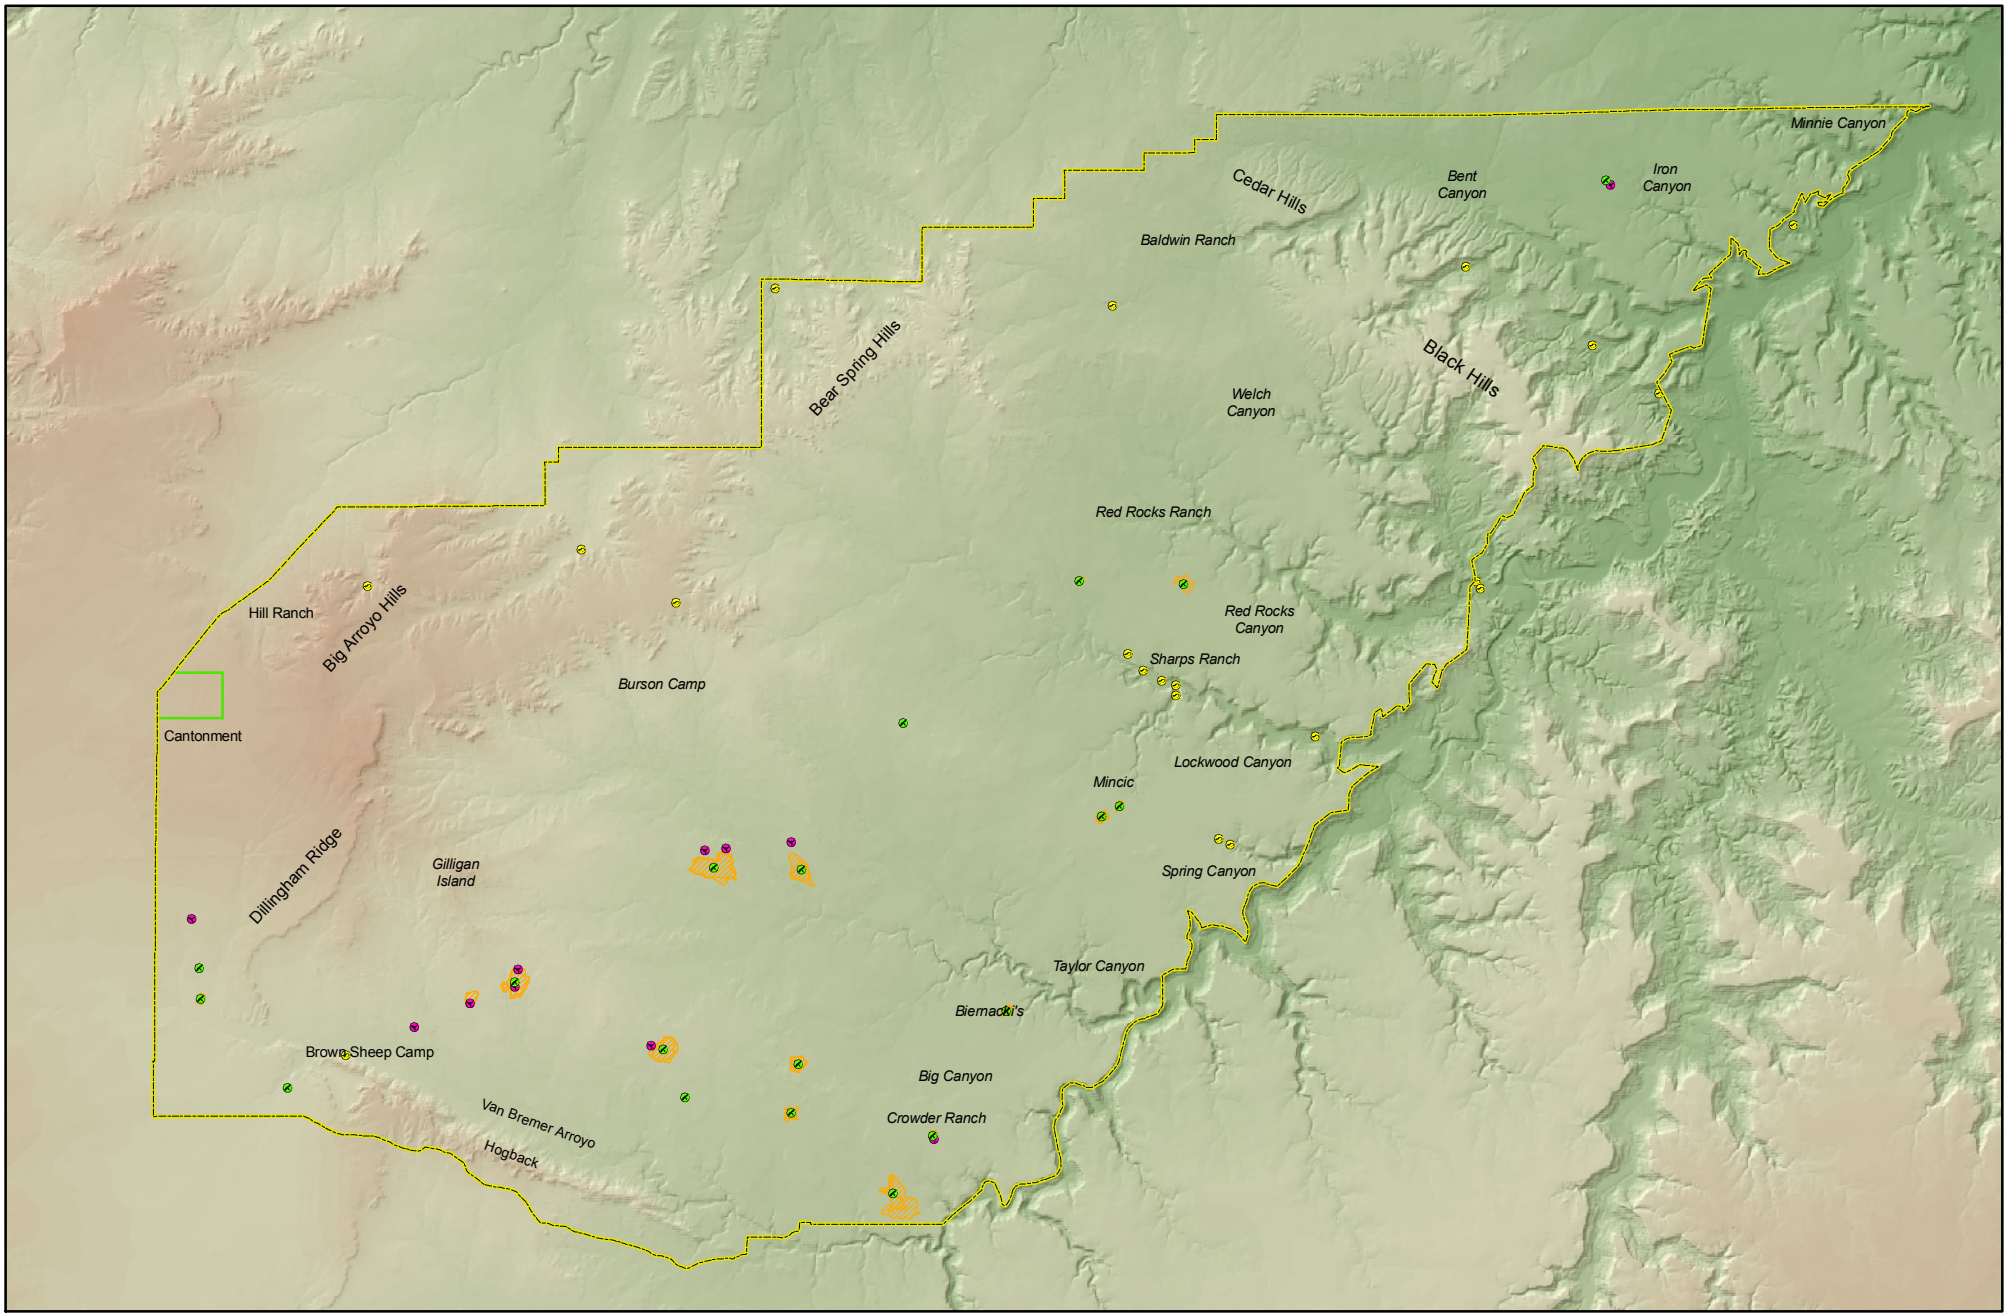 Minnie Canyon
Iron
Canyon
Bent
Canyon
Cedar Hills
Baldwin Ranch
Bear Spring Hills
Black Hills
Welch
Canyon
Red Rocks Ranch
Hill Ranch
Big Arroyo Hills
Red Rocks
Canyon
Sharps Ranch
Burson Camp
Cantonment
Lockwood Canyon
Mincic
Dillingham Ridge
Gilligan
Island
Spring Canyon
Taylor Canyon
Biernacki's
Brown Sheep Camp
Big Canyon
Van Bremer Arroyo
Crowder Ranch
Hogback